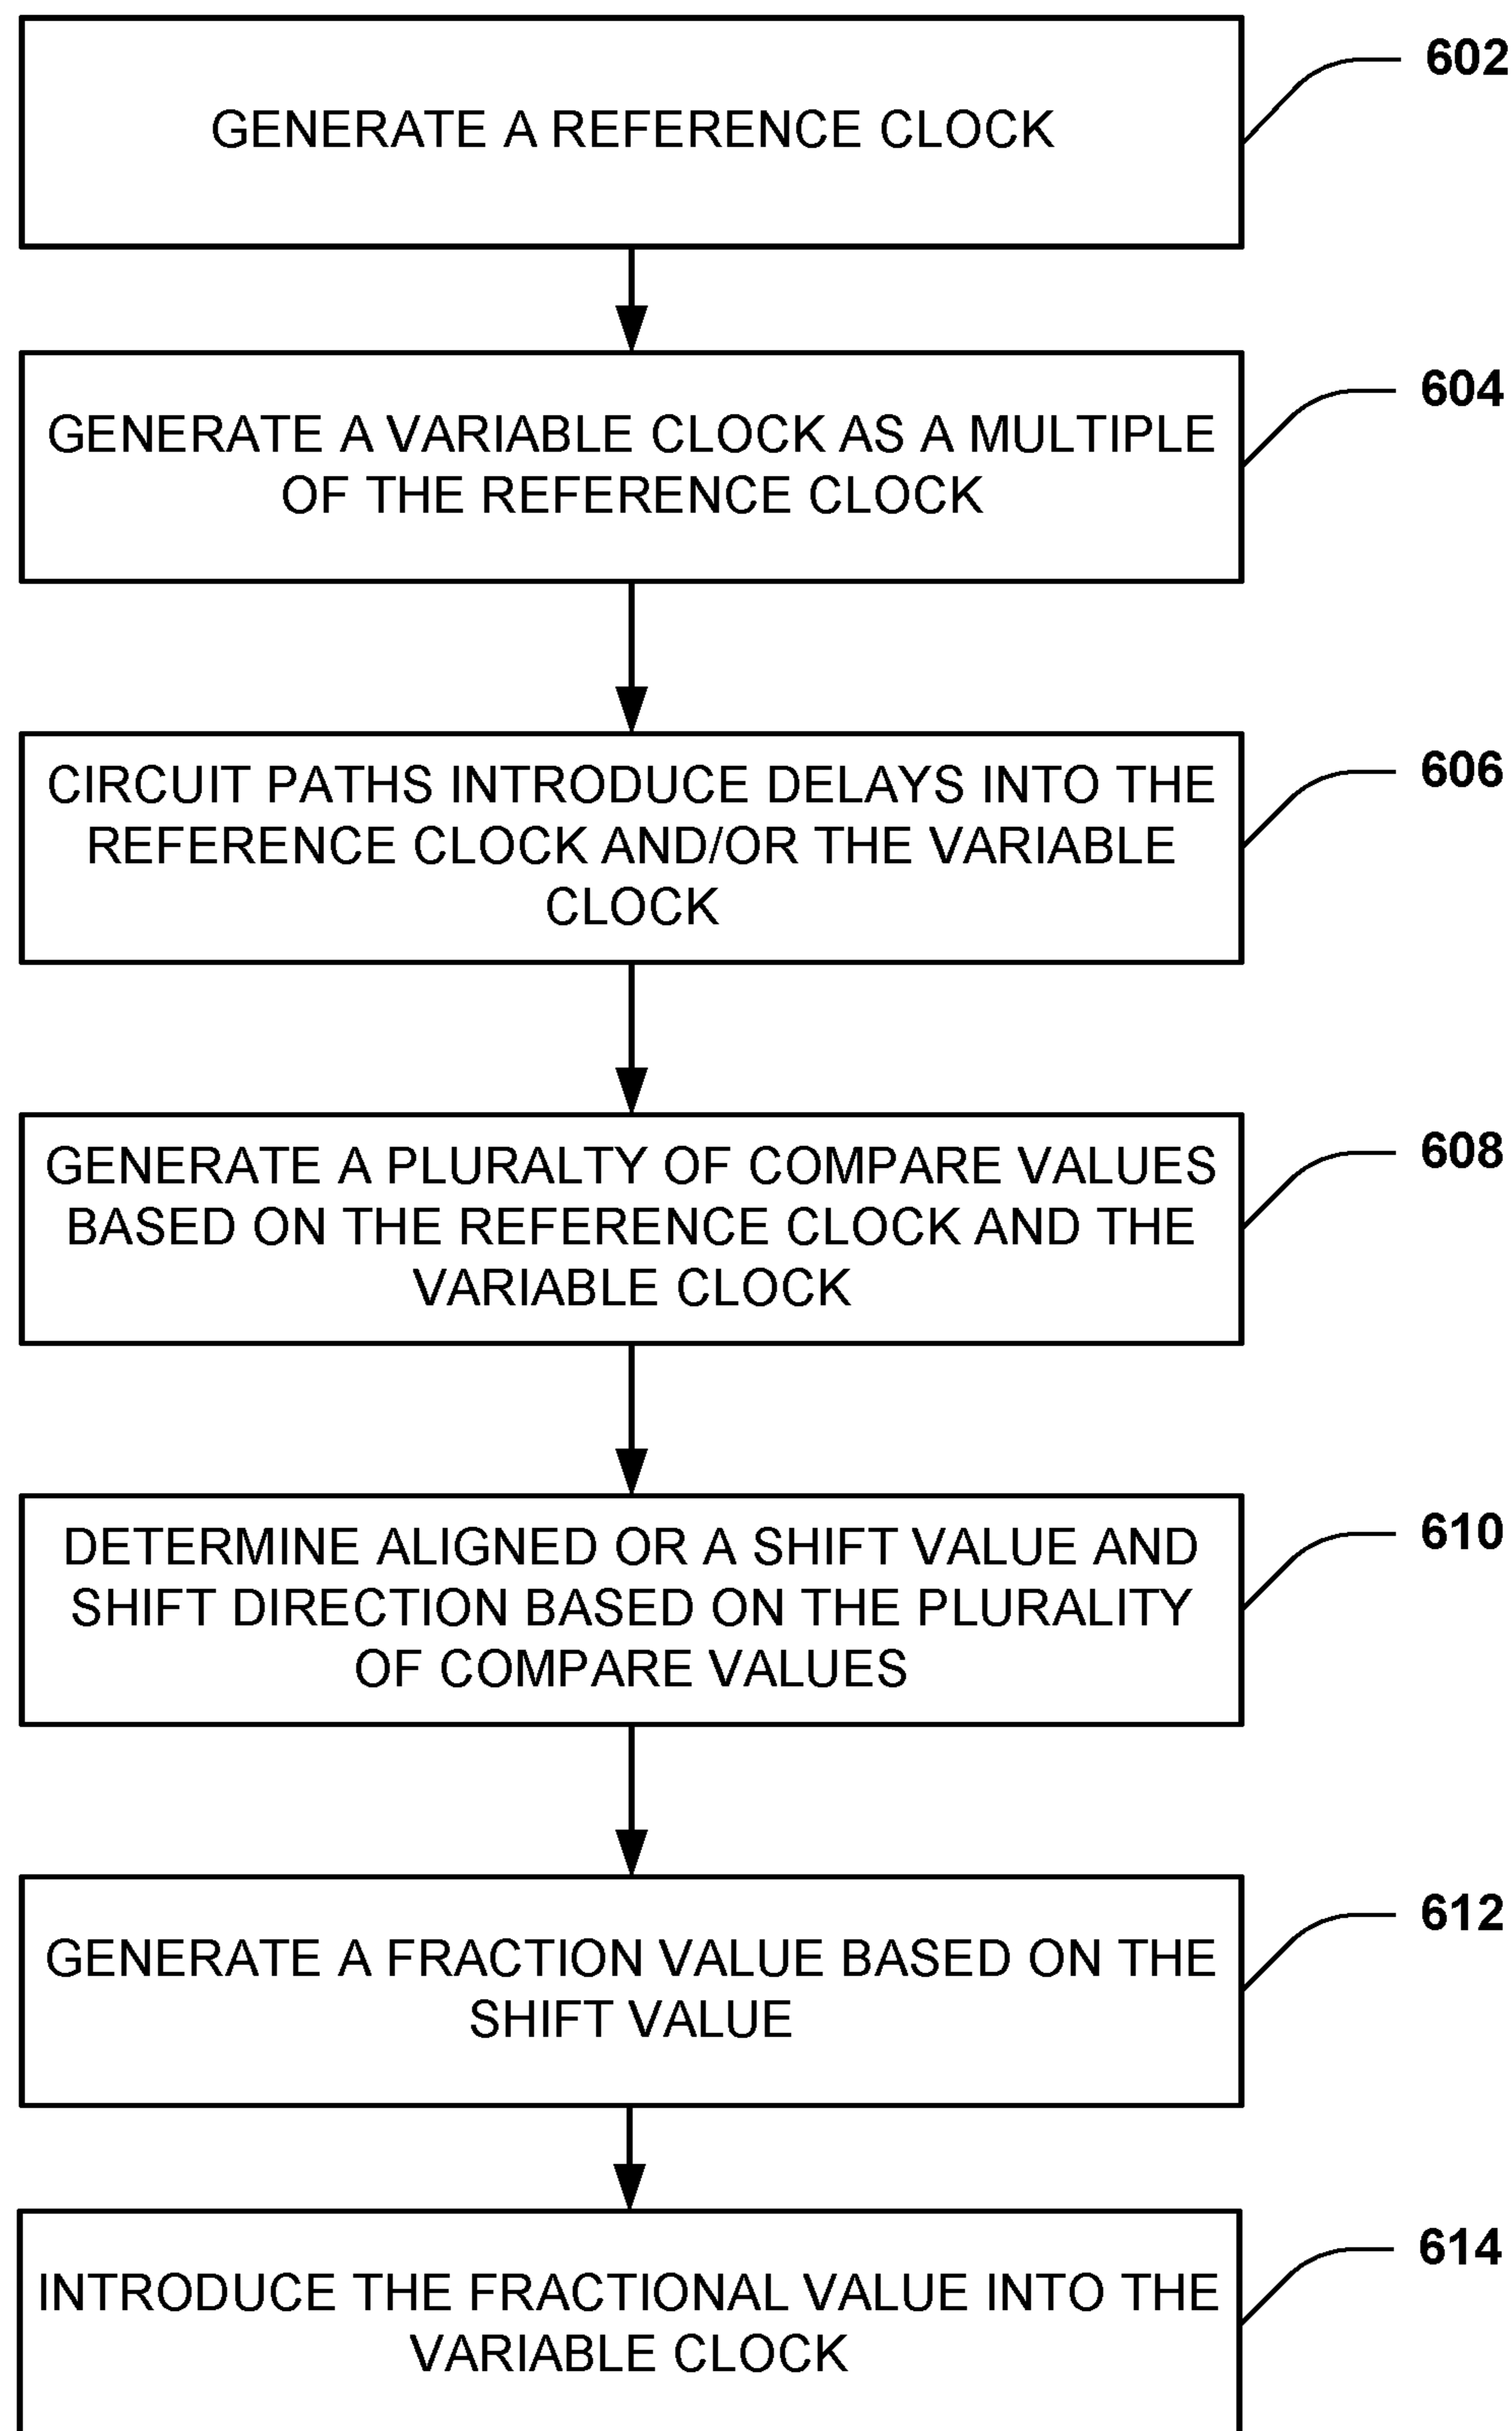 602
GENERATE A REFERENCE CLOCK
604
GENERATE A VARIABLE CLOCK AS A MULTIPLE
OF THE REFERENCE CLOCK
606
CIRCUIT PATHS INTRODUCE DELAYS INTO THE
REFERENCE CLOCK AND/OR THE VARIABLE
CLOCK
608
GENERATE A PLURALTY OF COMPARE VALUES
BASED ON THE REFERENCE CLOCK AND THE
VARIABLE CLOCK
610
DETERMINE ALIGNED OR A SHIFT VALUE AND
SHIFT DIRECTION BASED ON THE PLURALITY
OF COMPARE VALUES
612
GENERATE A FRACTION VALUE BASED ON THE
SHIFT VALUE
614
INTRODUCE THE FRACTIONAL VALUE INTO THE
VARIABLE CLOCK